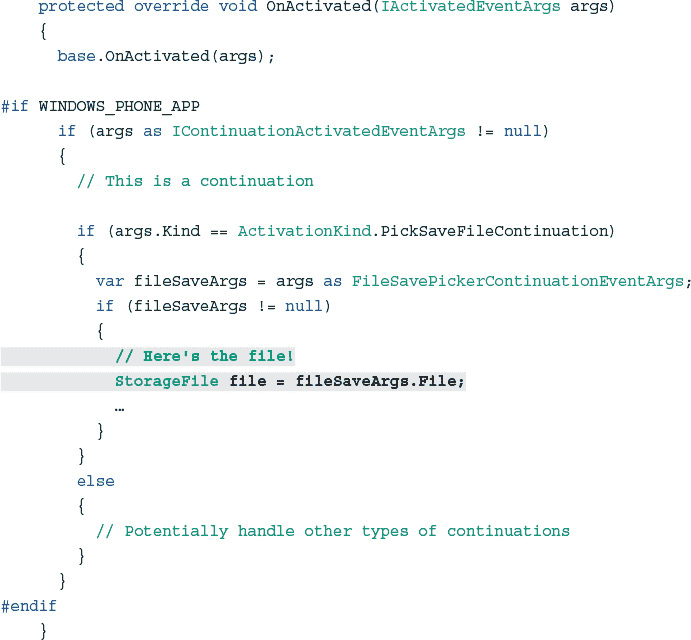 protected override void OnActivated(IActivatedEventArgs args)
{
base.OnActivated(args);
#if WINDOWS_PHONE_APP
if (args as IContinuationActivatedEventArgs != null)
{
// This is a continuation
if (args.Kind == ActivationKind.PickSaveFileContinuation)
{
var fileSaveArgs = args as FileSavePickerContinuationEventArgs;
if (fileSaveArgs != null)
{
// Here's the file!
StorageFile file = fileSaveArgs.File;
…
}
}
else
{
// Potentially handle other types of continuations
}
}
#endif
}